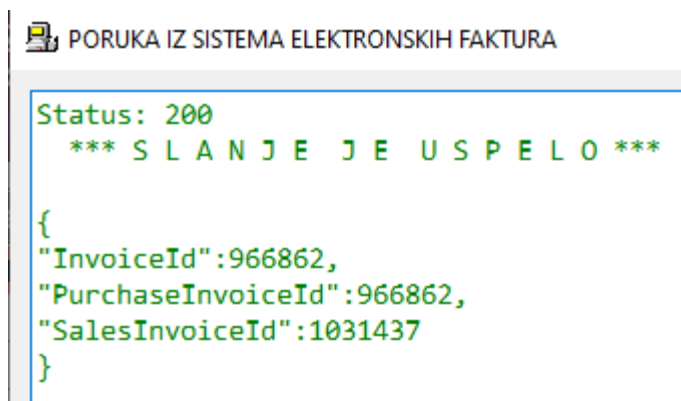 PORUKA IZ SISTEMA ELEKTRONSKIH FAKTURA
Status: 200
*** S L A N J E   J E   U S P E L O ***
{
"InvoiceId":966862,
"PurchaseInvoiceId":966862,
"SalesInvoiceId":1031437
}